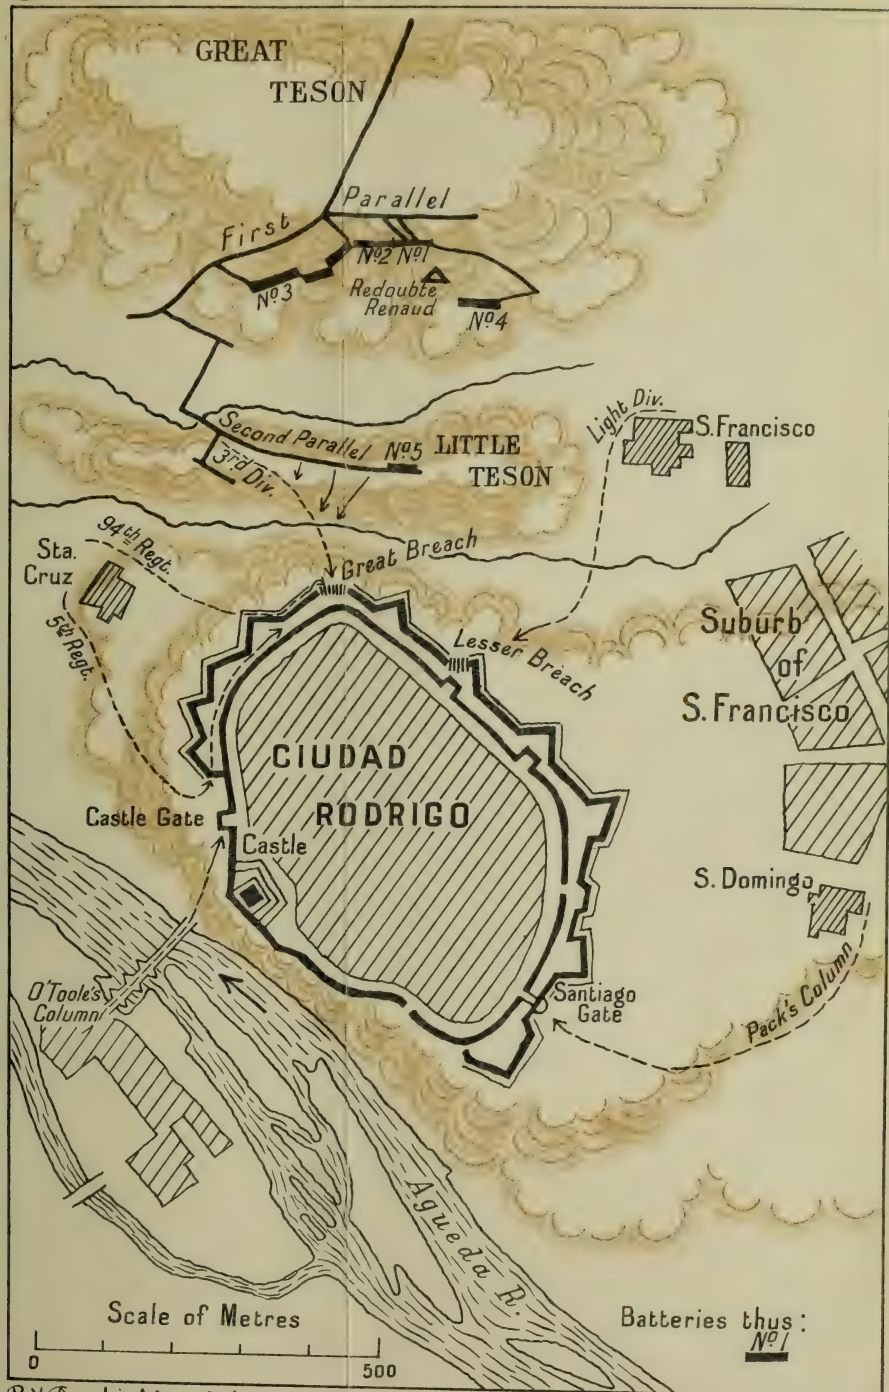 GREAT
TESON
Parallel
First
Nº2 Nº1
Nº3
Redoubte
Renaud
Nº4
Second Parallel
Nº5
LITTLE
TESON
3rd Div.
Light Div.
S. Francisco
94th Regt.
Sta.
Cruz
5th Regt.
Great Breach
Lesser Breach
Suburb
of
S. Francisco
CIUDAD
RODRIGO
Castle Gate
Castle
S. Domingo
O'Toole's
Column
Santiago
Gate
Pack's Column
Agueda R.
Scale of Metres
0
500
Batteries thus:
Nº1